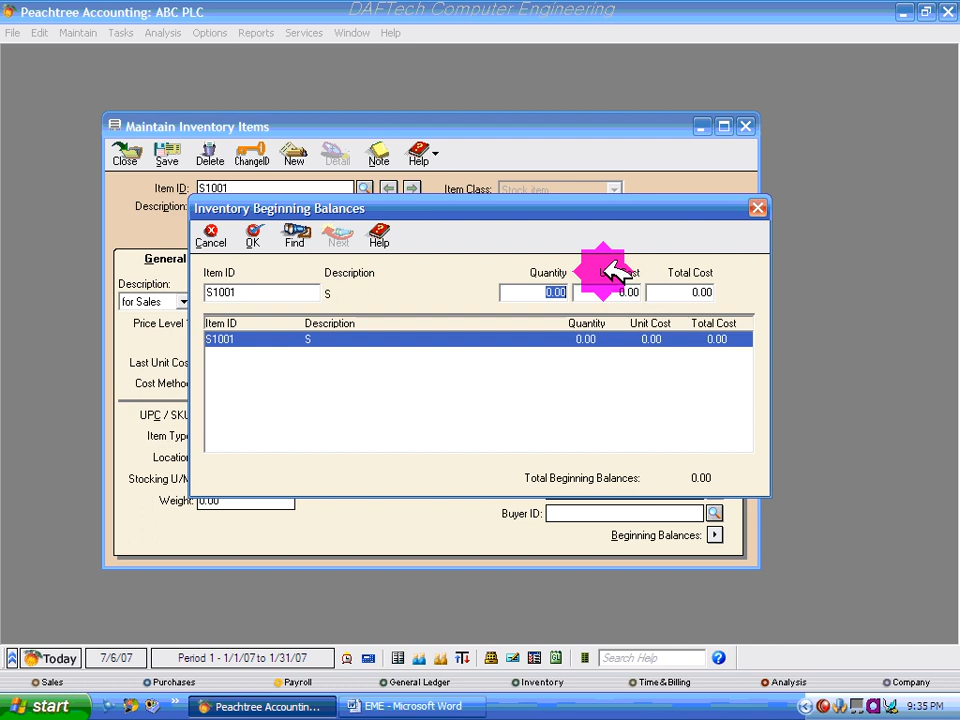 Peachtree Accounting: ABC PLC
DAFTech Computer Engineering
File Edit Maintain Tasks Analysis Options Reports Services Window Help
Maintain Inventory Items
Close Save Delete ChangeID New Detail Note Help
Item ID: S1001 Item Class: Stock item
Description:
Inventory Beginning Balances
Cancel OK Find Next Help
General
Item ID Description Quantity Unit Cost Total Cost
Description:
S1001 S 0.00 0.00 0.00
for Sales
Price Level
Item ID Description Quantity Unit Cost Total Cost
S1001 S 0.00 0.00 0.00
Last Unit Cos
Cost Metho
UPC / SKU
Item Type
Locatio
Stocking U/M
Total Beginning Balances: 0.00
Weight: 0.00
Buyer ID:
Beginning Balances:
Today 7/6/07 Period 1 - 1/1/07 to 1/31/07 Search Help
Sales Purchases Payroll General Ledger Inventory Time & Billing Analysis Company
start Peachtree Accountin... EME - Microsoft Word 9:35 PM